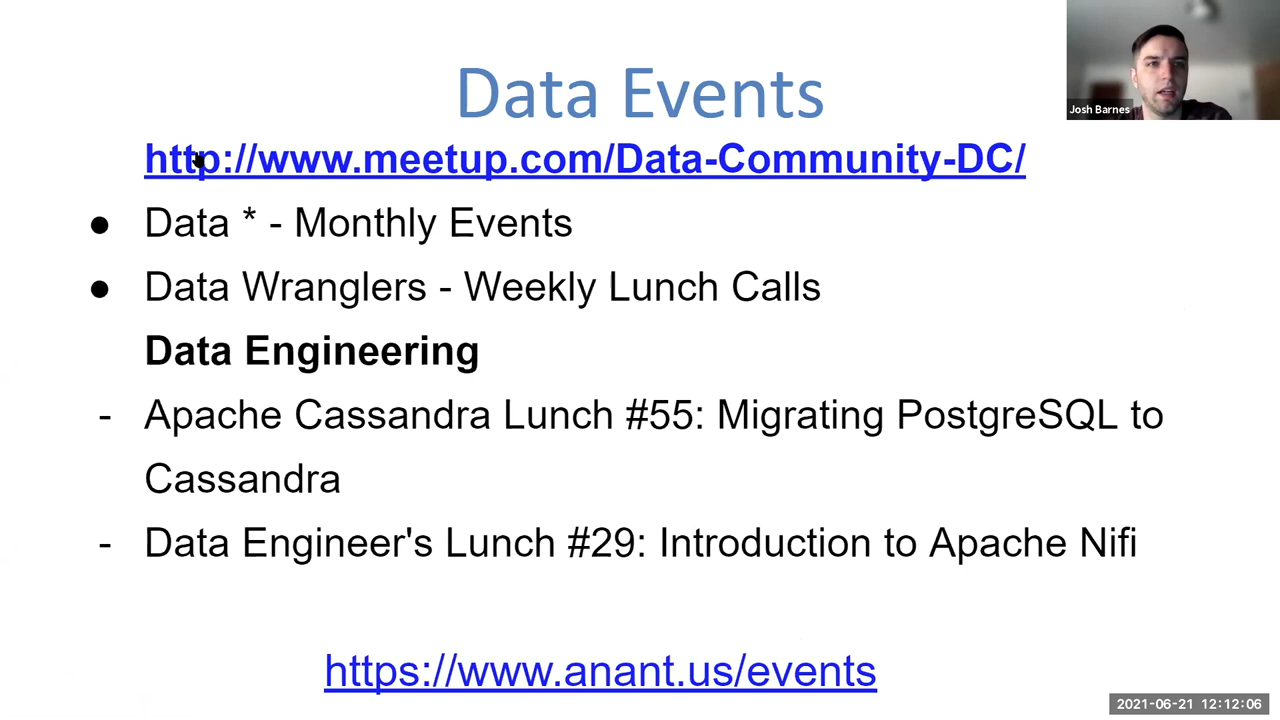 Data Events
Josh Barnes
http://www.meetup.com/Data-Community-DC/
● Data * - Monthly Events
● Data Wranglers - Weekly Lunch Calls
Data Engineering
- Apache Cassandra Lunch #55: Migrating PostgreSQL to
Cassandra
- Data Engineer's Lunch #29: Introduction to Apache Nifi
https://www.anant.us/events
2021-06-21 12:12:06